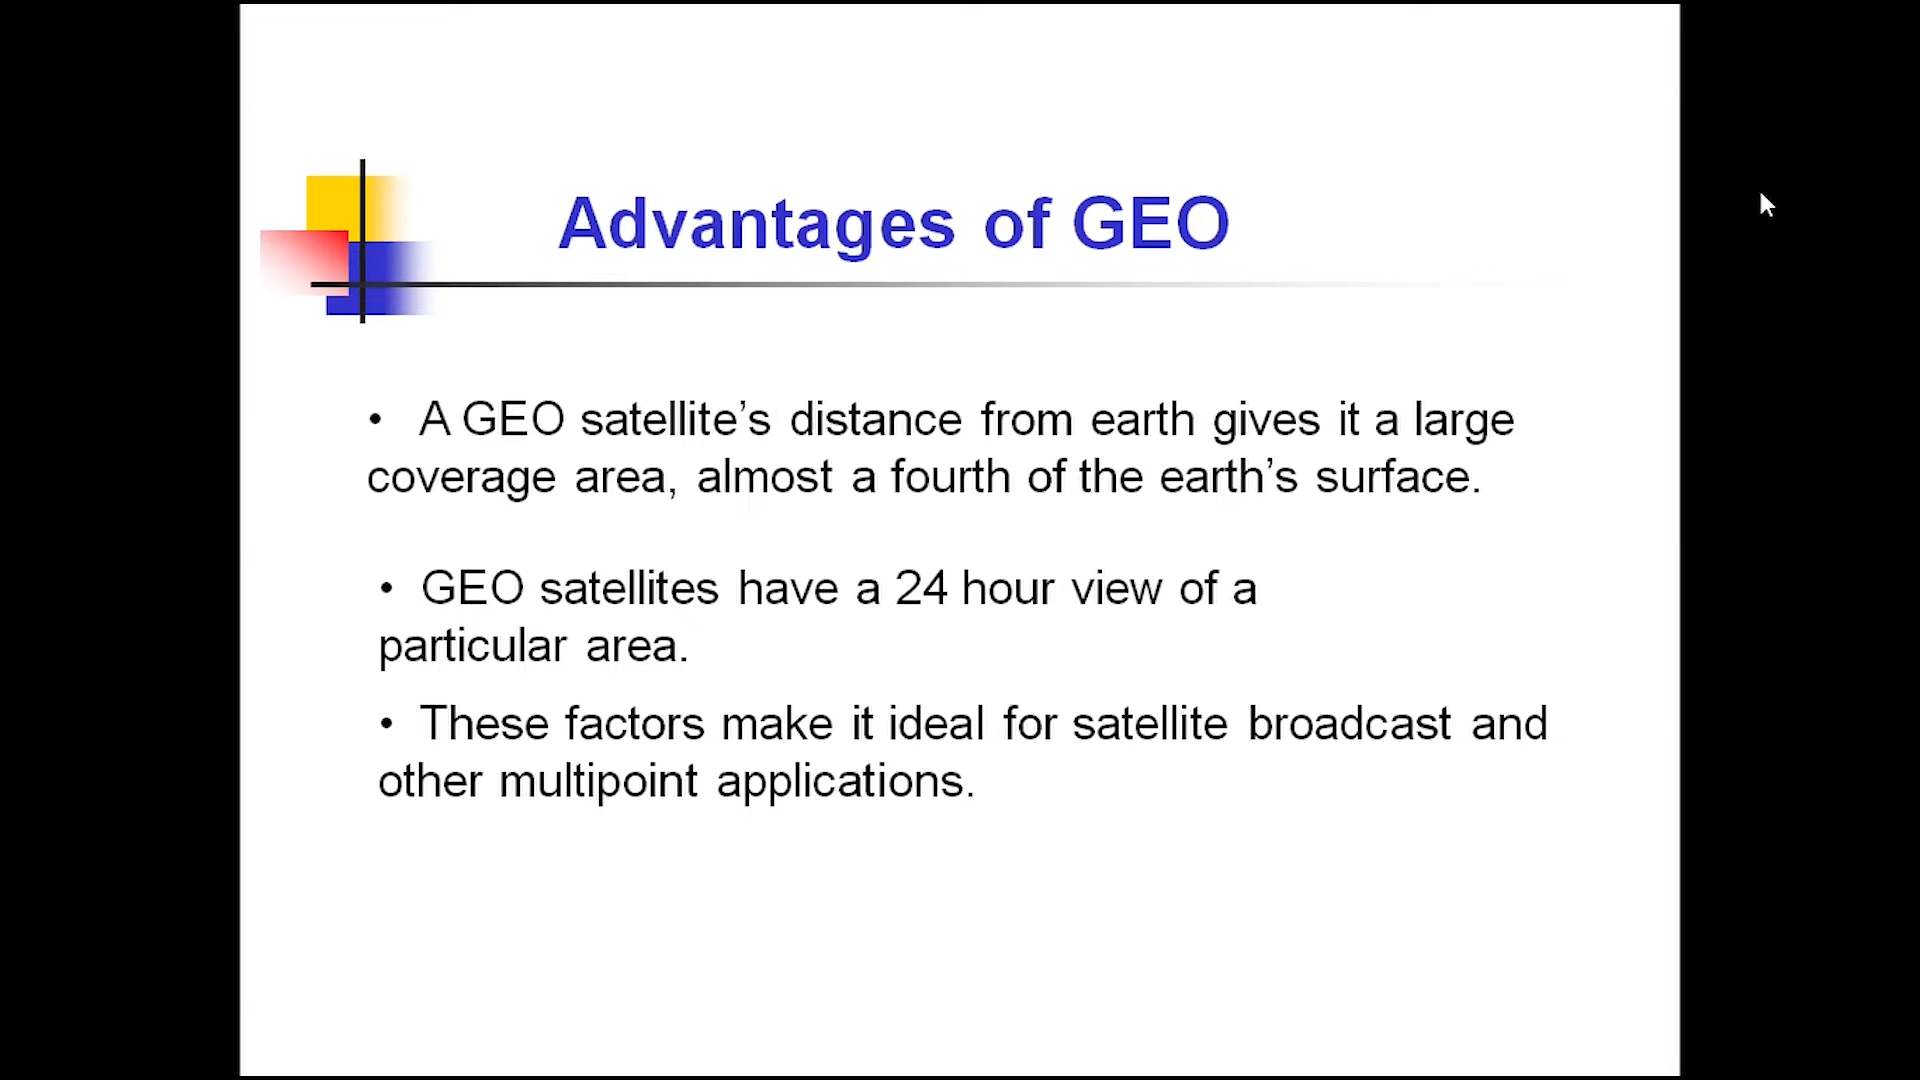 Advantages of GEO
• A GEO satellite’s distance from earth gives it a large
coverage area, almost a fourth of the earth’s surface.
• GEO satellites have a 24 hour view of a
particular area.
• These factors make it ideal for satellite broadcast and
other multipoint applications.